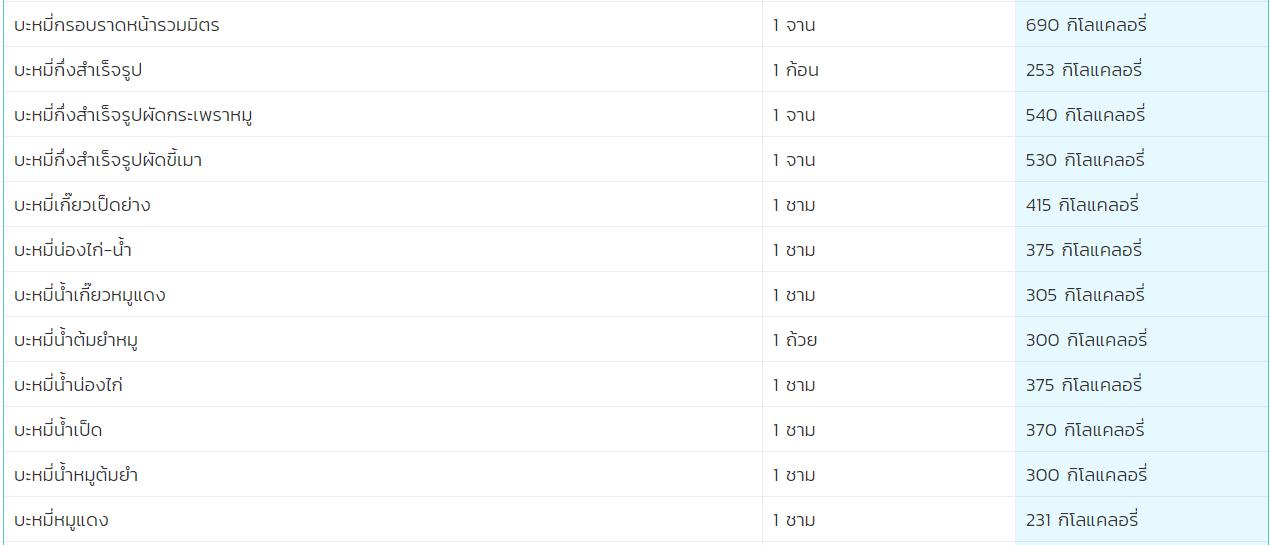 บะหมี่กรอบราดหน้ารวมมิตร 1 จาน 690 กิโลแคลอรี่
บะหมี่กึ่งสำเร็จรูป 1 ก้อน 253 กิโลแคลอรี่
บะหมี่กึ่งสำเร็จรูปผัดกระเพราหมู 1 จาน 540 กิโลแคลอรี่
บะหมี่กึ่งสำเร็จรูปผัดขี้เมา 1 จาน 530 กิโลแคลอรี่
บะหมี่เกี๊ยวเป็ดย่าง 1 ชาม 415 กิโลแคลอรี่
บะหมี่น่องไก่-น้ำ 1 ชาม 375 กิโลแคลอรี่
บะหมี่น้ำเกี๊ยวหมูแดง 1 ชาม 305 กิโลแคลอรี่
บะหมี่น้ำต้มยำหมู 1 ถ้วย 300 กิโลแคลอรี่
บะหมี่น้ำน่องไก่ 1 ชาม 375 กิโลแคลอรี่
บะหมี่น้ำเป็ด 1 ชาม 370 กิโลแคลอรี่
บะหมี่น้ำหมูต้มยำ 1 ชาม 300 กิโลแคลอรี่
บะหมี่หมูแดง 1 ชาม 231 กิโลแคลอรี่